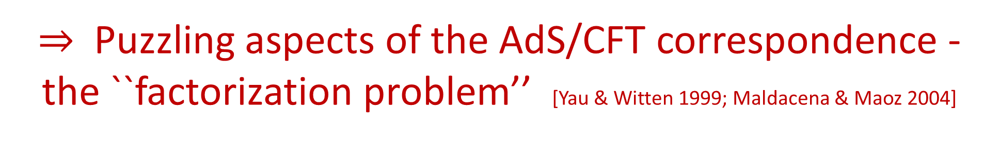 ⇒ Puzzling aspects of the AdS/CFT correspondence -
the ``factorization problem’’ [Yau & Witten 1999; Maldacena & Maoz 2004]